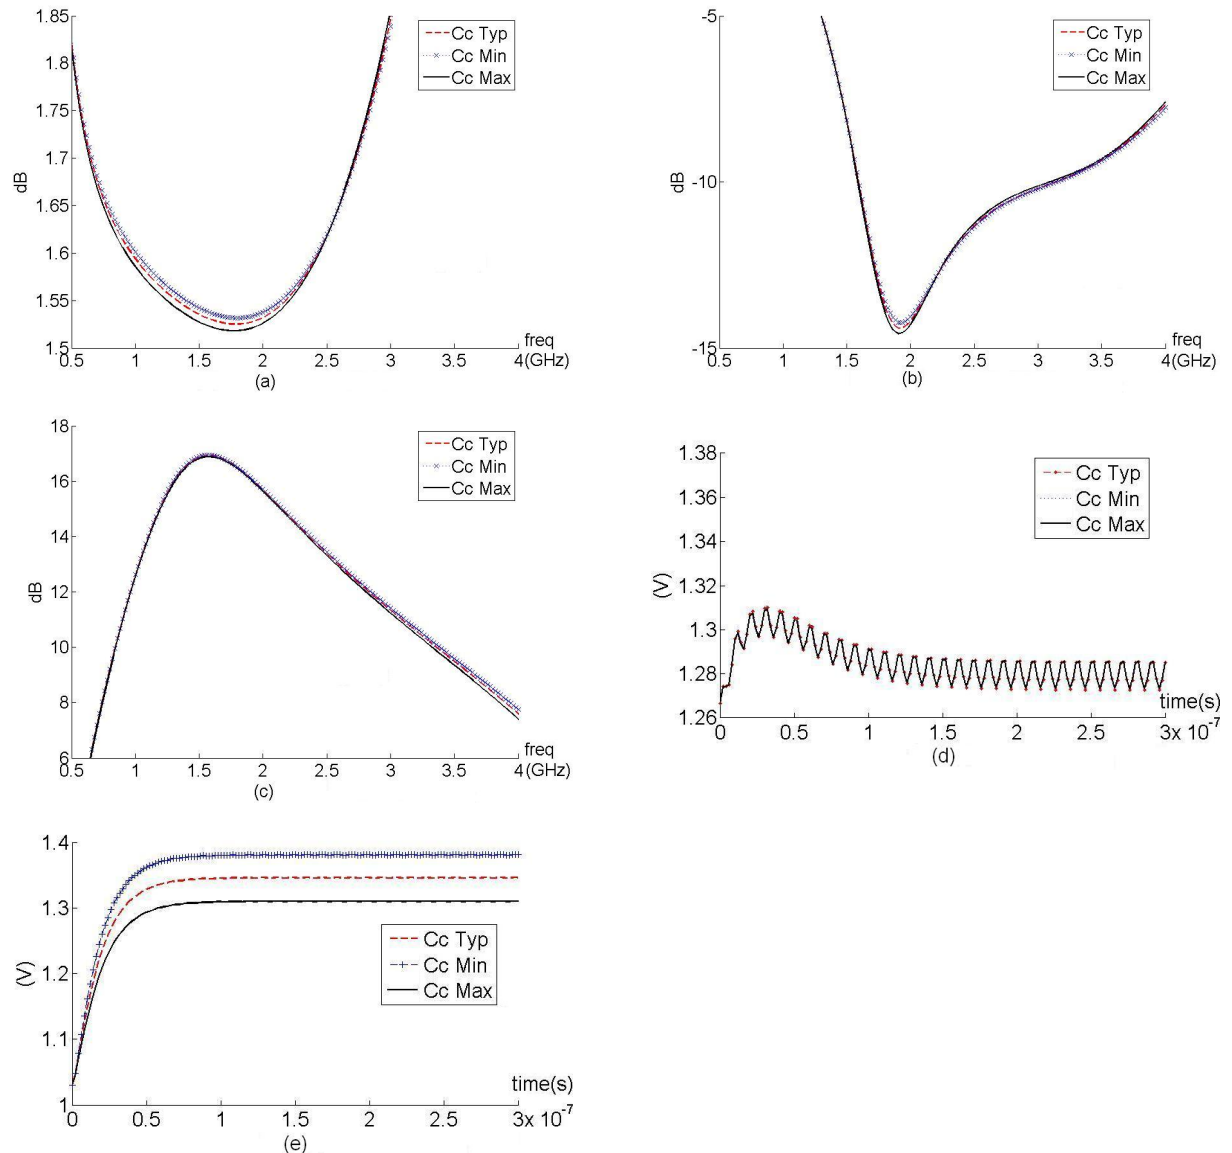 1.85
1.8
1.75
1.7
1.65
1.6
1.55
1.5
dB
0.5 1 1.5 2 2.5 3 3.5 4(GHz)
freq
(a)
Cc Typ
Cc Min
Cc Max
-5
-10
-15
dB
0.5 1 1.5 2 2.5 3 3.5 4(GHz)
freq
(b)
Cc Typ
Cc Min
Cc Max
18
16
14
12
10
8
6
dB
0.5 1 1.5 2 2.5 3 3.5 4(GHz)
freq
(c)
Cc Typ
Cc Min
Cc Max
1.38
1.36
1.34
1.32
1.3
1.28
1.26
(V)
0 0.5 1 1.5 2 2.5 3x 10-7
time(s)
(d)
Cc Typ
Cc Min
Cc Max
1.4
1.3
1.2
1.1
1
(V)
0 0.5 1 1.5 2 2.5 3x 10-7
time(s)
(e)
Cc Typ
Cc Min
Cc Max